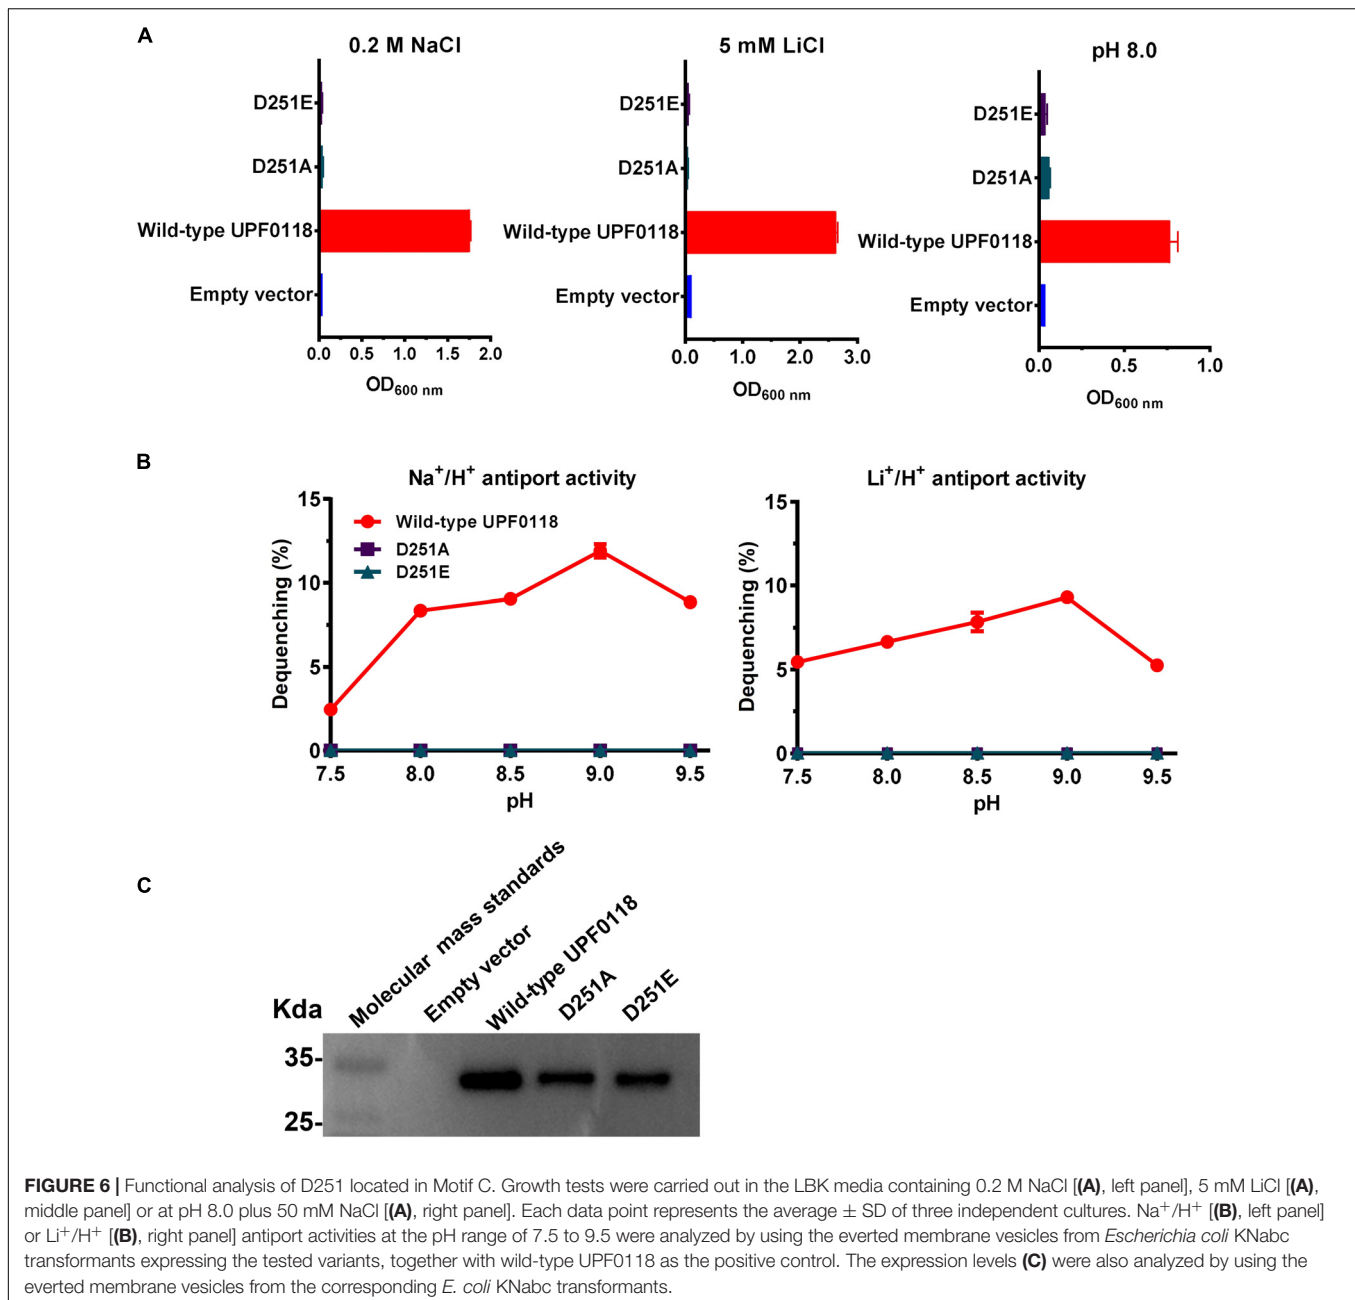 A
0.2 M NaCl
D251E
D251A
Wild-type UPF0118
Empty vector
0.0 0.5 1.0 1.5 2.0
OD600 nm
5 mM LiCl
D251E
D251A
Wild-type UPF0118
Empty vector
0.0 1.0 2.0 3.0
OD600 nm
pH 8.0
D251E
D251A
Wild-type UPF0118
Empty vector
0.0 0.5 1.0
OD600 nm
B
Na+/H+ antiport activity
Dequenching (%)
15
10
5
0
Wild-type UPF0118
D251A
D251E
7.5 8.0 8.5 9.0 9.5
pH
Li+/H+ antiport activity
Dequenching (%)
15
10
5
0
7.5 8.0 8.5 9.0 9.5
pH
C
Kda
Molecular mass standards
Empty vector
Wild-type UPF0118
D251A
D251E
35-
25-
FIGURE 6 | Functional analysis of D251 located in Motif C. Growth tests were carried out in the LBK media containing 0.2 M NaCl [(A), left panel], 5 mM LiCl [(A),
middle panel] or at pH 8.0 plus 50 mM NaCl [(A), right panel]. Each data point represents the average ± SD of three independent cultures. Na+/H+ [(B), left panel]
or Li+/H+ [(B), right panel] antiport activities at the pH range of 7.5 to 9.5 were analyzed by using the everted membrane vesicles from Escherichia coli KNabc
transformants expressing the tested variants, together with wild-type UPF0118 as the positive control. The expression levels (C) were also analyzed by using the
everted membrane vesicles from the corresponding E. coli KNabc transformants.